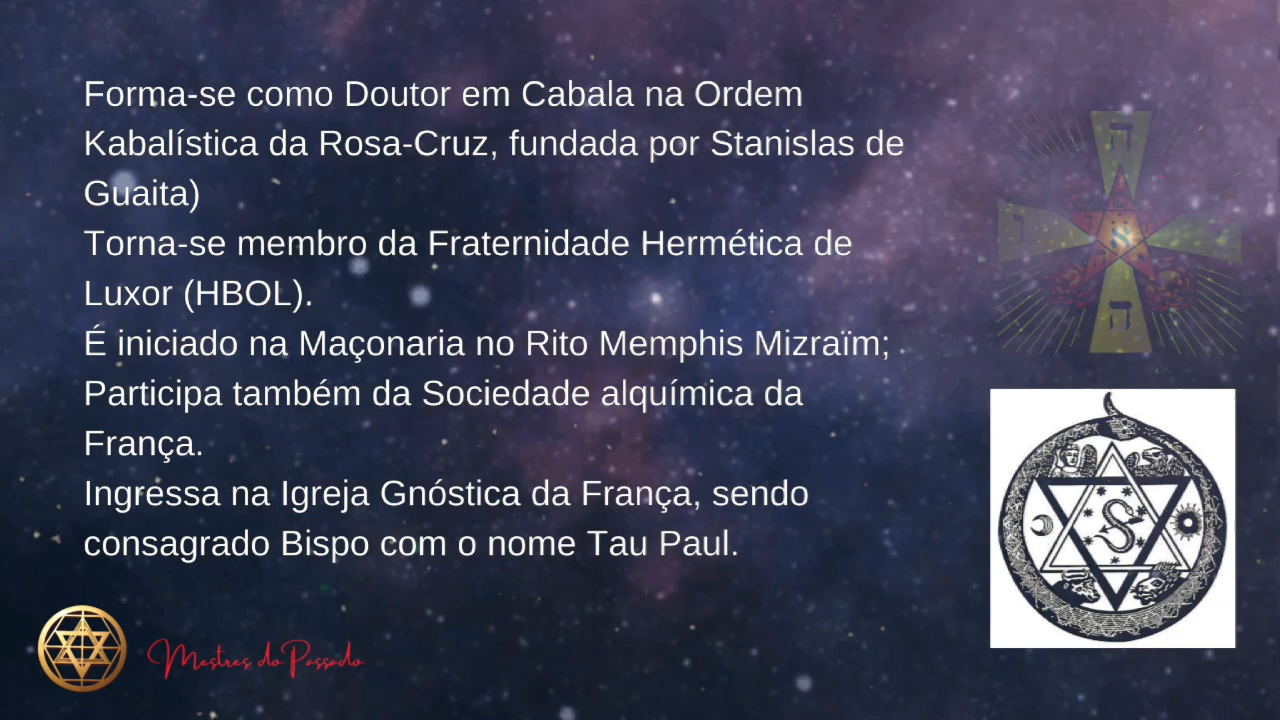 Forma-se como Doutor em Cabala na Ordem
Kabalística da Rosa-Cruz, fundada por Stanislas de
Guaita)
Torna-se membro da Fraternidade Hermética de
Luxor (HBOL).
É iniciado na Maçonaria no Rito Memphis Mizraïm;
Participa também da Sociedade alquímica da
França.
Ingressa na Igreja Gnóstica da França, sendo
consagrado Bispo com o nome Tau Paul.
Mestres do Passado